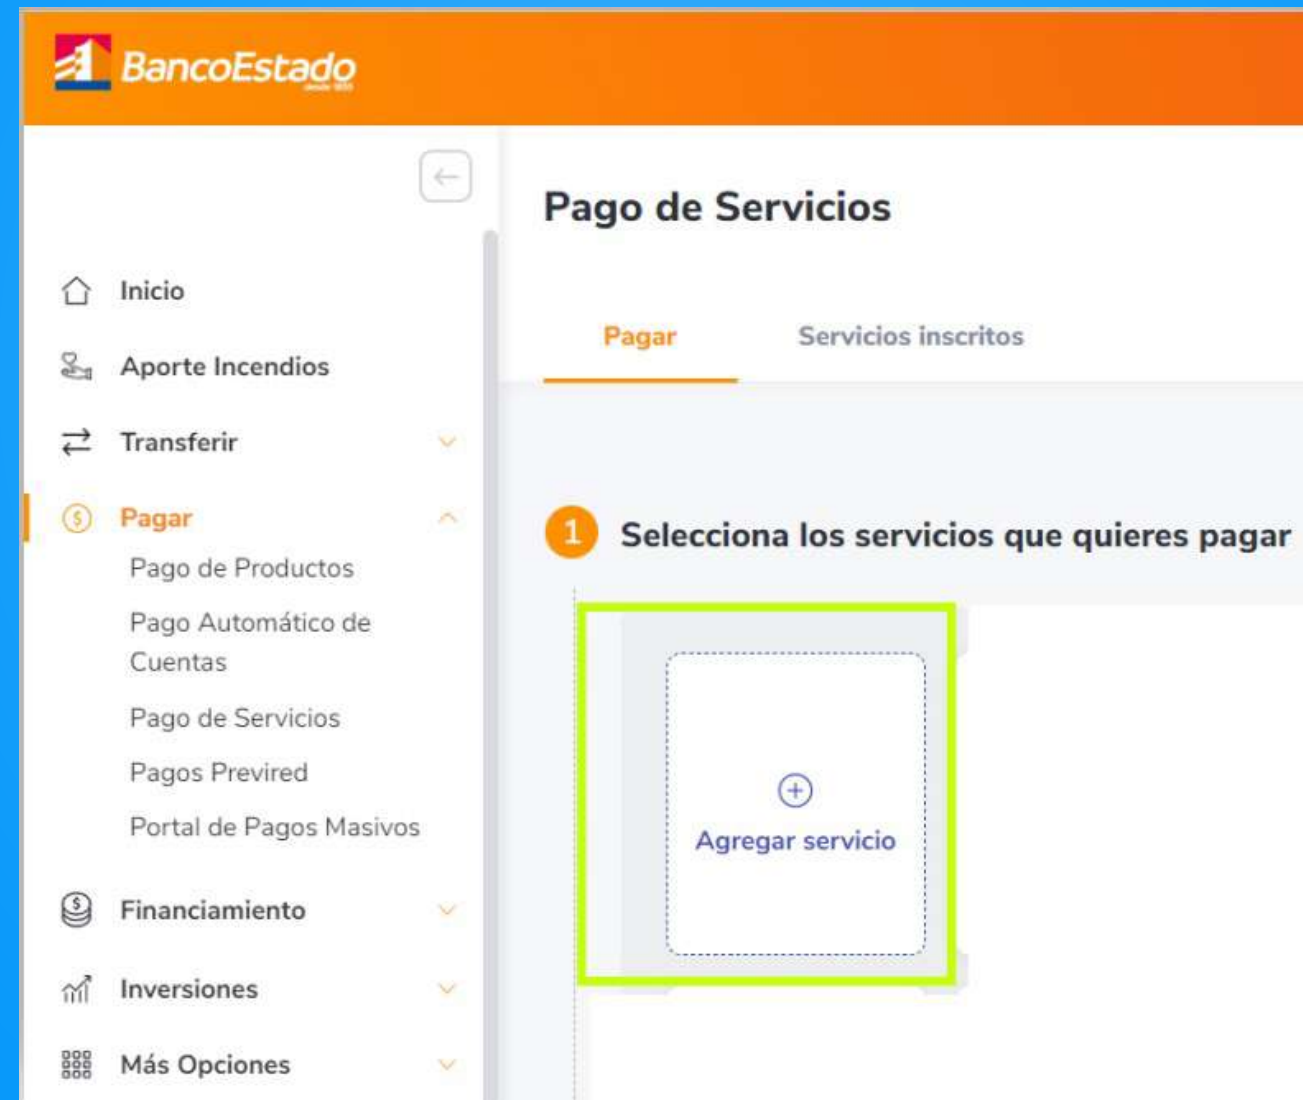 BancoEstado
desde 1855
Pago de Servicios
Inicio
Aporte Incendios
Transferir
Pagar
Pago de Productos
Pago Automático de
Cuentas
Pago de Servicios
Pagos Previred
Portal de Pagos Masivos
Financiamiento
Inversiones
Más Opciones
Pagar
Servicios inscritos
1 Selecciona los servicios que quieres pagar
Agregar servicio